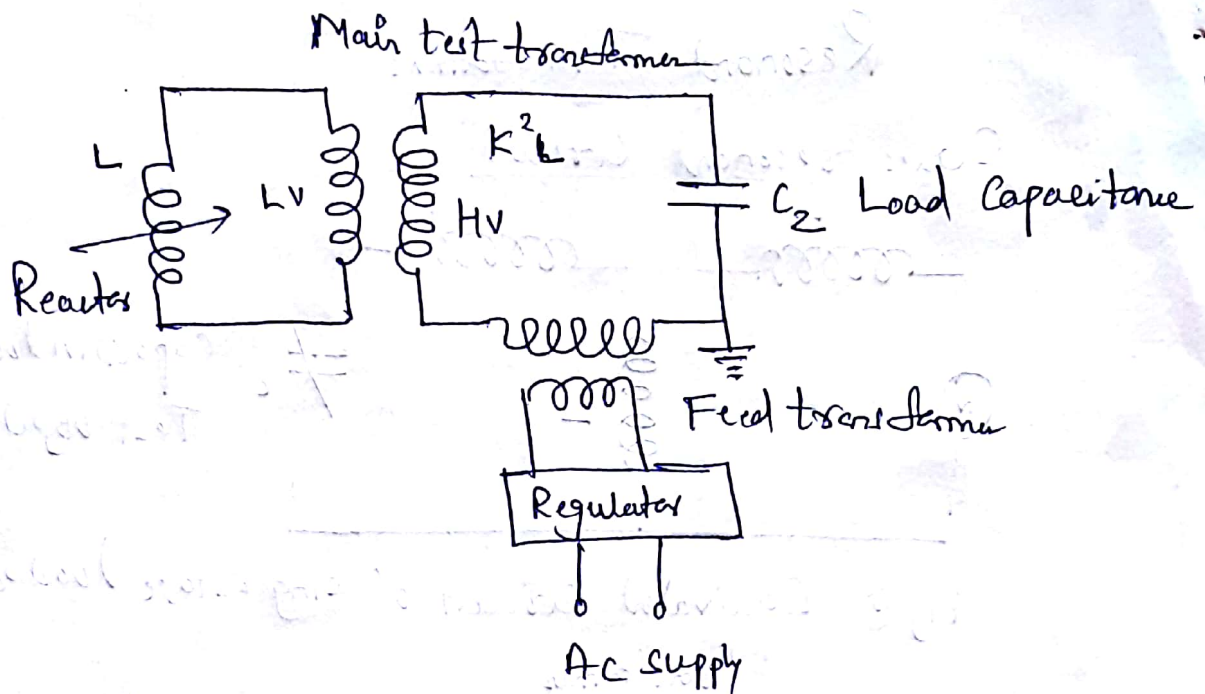 Main test transformer
L
LV
K²L
HV
C₂ Load Capacitance
Reactor
Feed transformer
Regulator
AC supply